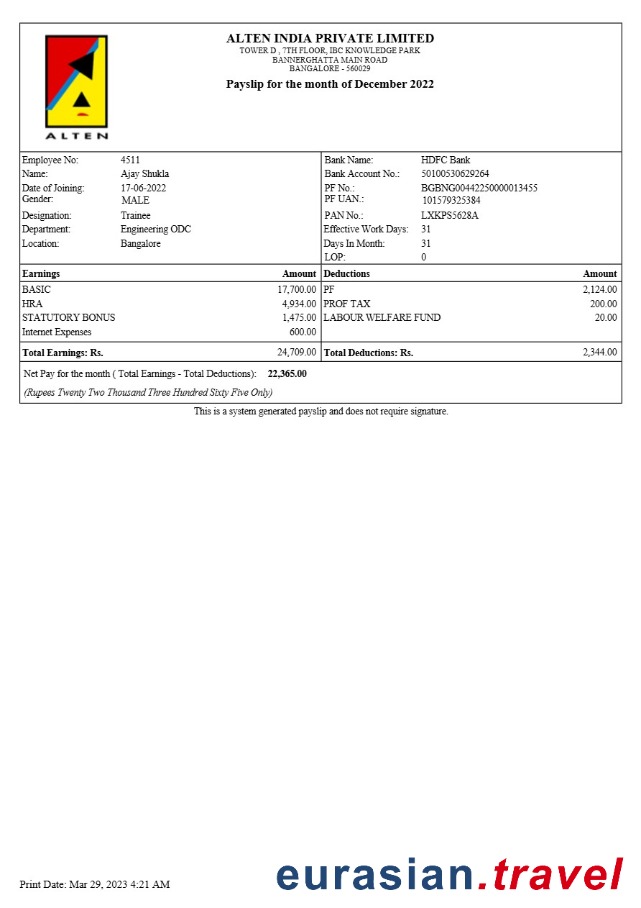 ALTEN
ALTEN INDIA PRIVATE LIMITED
TOWER D , 7TH FLOOR, IBC KNOWLEDGE PARK
BANNERGHATTA MAIN ROAD
BANGALORE - 560029
Payslip for the month of December 2022
Employee No: 4511 Bank Name: HDFC Bank
Name: Ajay Shukla Bank Account No.: 50100530629264
Date of Joining: 17-06-2022 PF No.: BGBNG00442250000013455
Gender: MALE PF UAN.: 101579325384
Designation: Trainee PAN No.: LXKPS5628A
Department: Engineering ODC Effective Work Days: 31
Location: Bangalore Days In Month: 31
LOP: 0
Earnings Amount Deductions Amount
BASIC 17,700.00 PF 2,124.00
HRA 4,934.00 PROF TAX 200.00
STATUTORY BONUS 1,475.00 LABOUR WELFARE FUND 20.00
Internet Expenses 600.00
Total Earnings: Rs. 24,709.00 Total Deductions: Rs. 2,344.00
Net Pay for the month ( Total Earnings - Total Deductions): 22,365.00
(Rupees Twenty Two Thousand Three Hundred Sixty Five Only)
This is a system generated payslip and does not require signature.
Print Date: Mar 29, 2023 4:21 AM
eurasian.travel